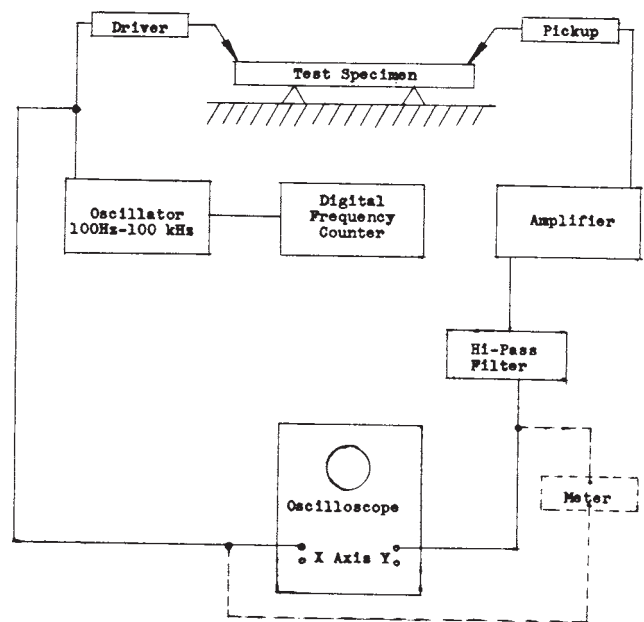 Driver
Pickup
Test Specimen
Oscillator
100Hz-100 kHz
Digital
Frequency
Counter
Amplifier
Hi-Pass
Filter
Oscilloscope
X Axis Y
Meter